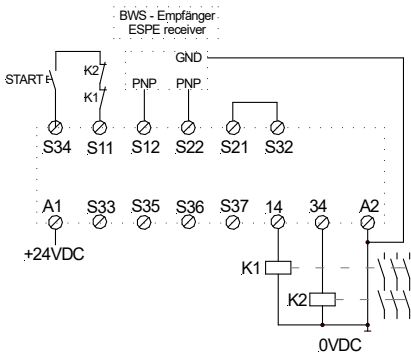 BWS - Empfänger
ESPE receiver
GND
K2
START
PNP PNP
K1
S34 S11 S12 S22 S21 S32
A1 S33 S35 S36 S37 14 34 A2
+24VDC
K1
K2
0VDC